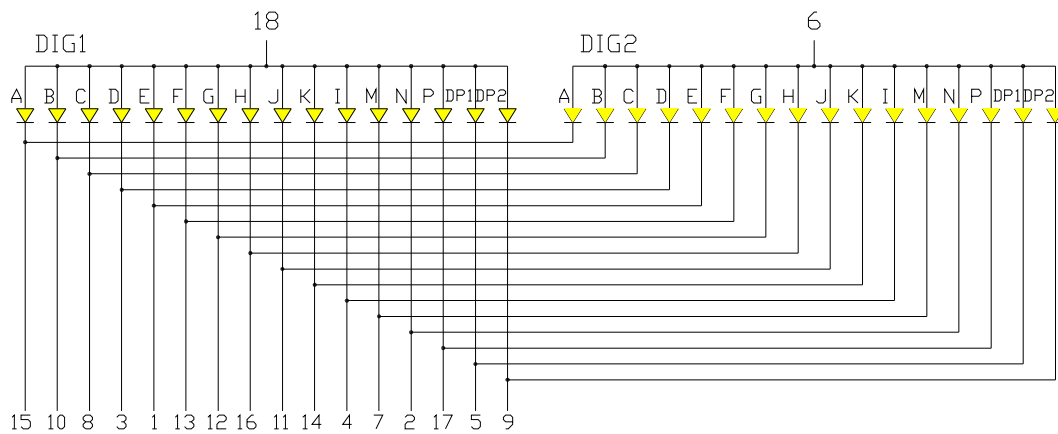 18 6
DIG1 DIG2
A B C D E F G H J K I M N P DP1 DP2 A B C D E F G H J K I M N P DP1 DP2
15 10 8 3 1 13 12 16 11 14 4 7 2 17 5 9